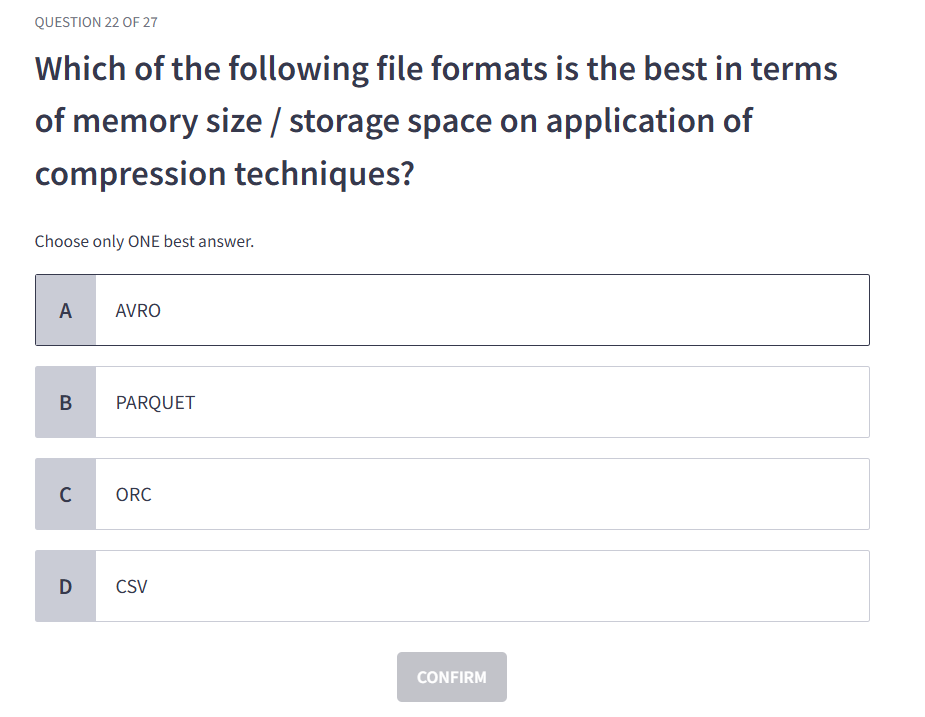 QUESTION 22 OF 27
Which of the following file formats is the best in terms
of memory size / storage space on application of
compression techniques?
Choose only ONE best answer.
A AVRO
B PARQUET
C ORC
D CSV
CONFIRM